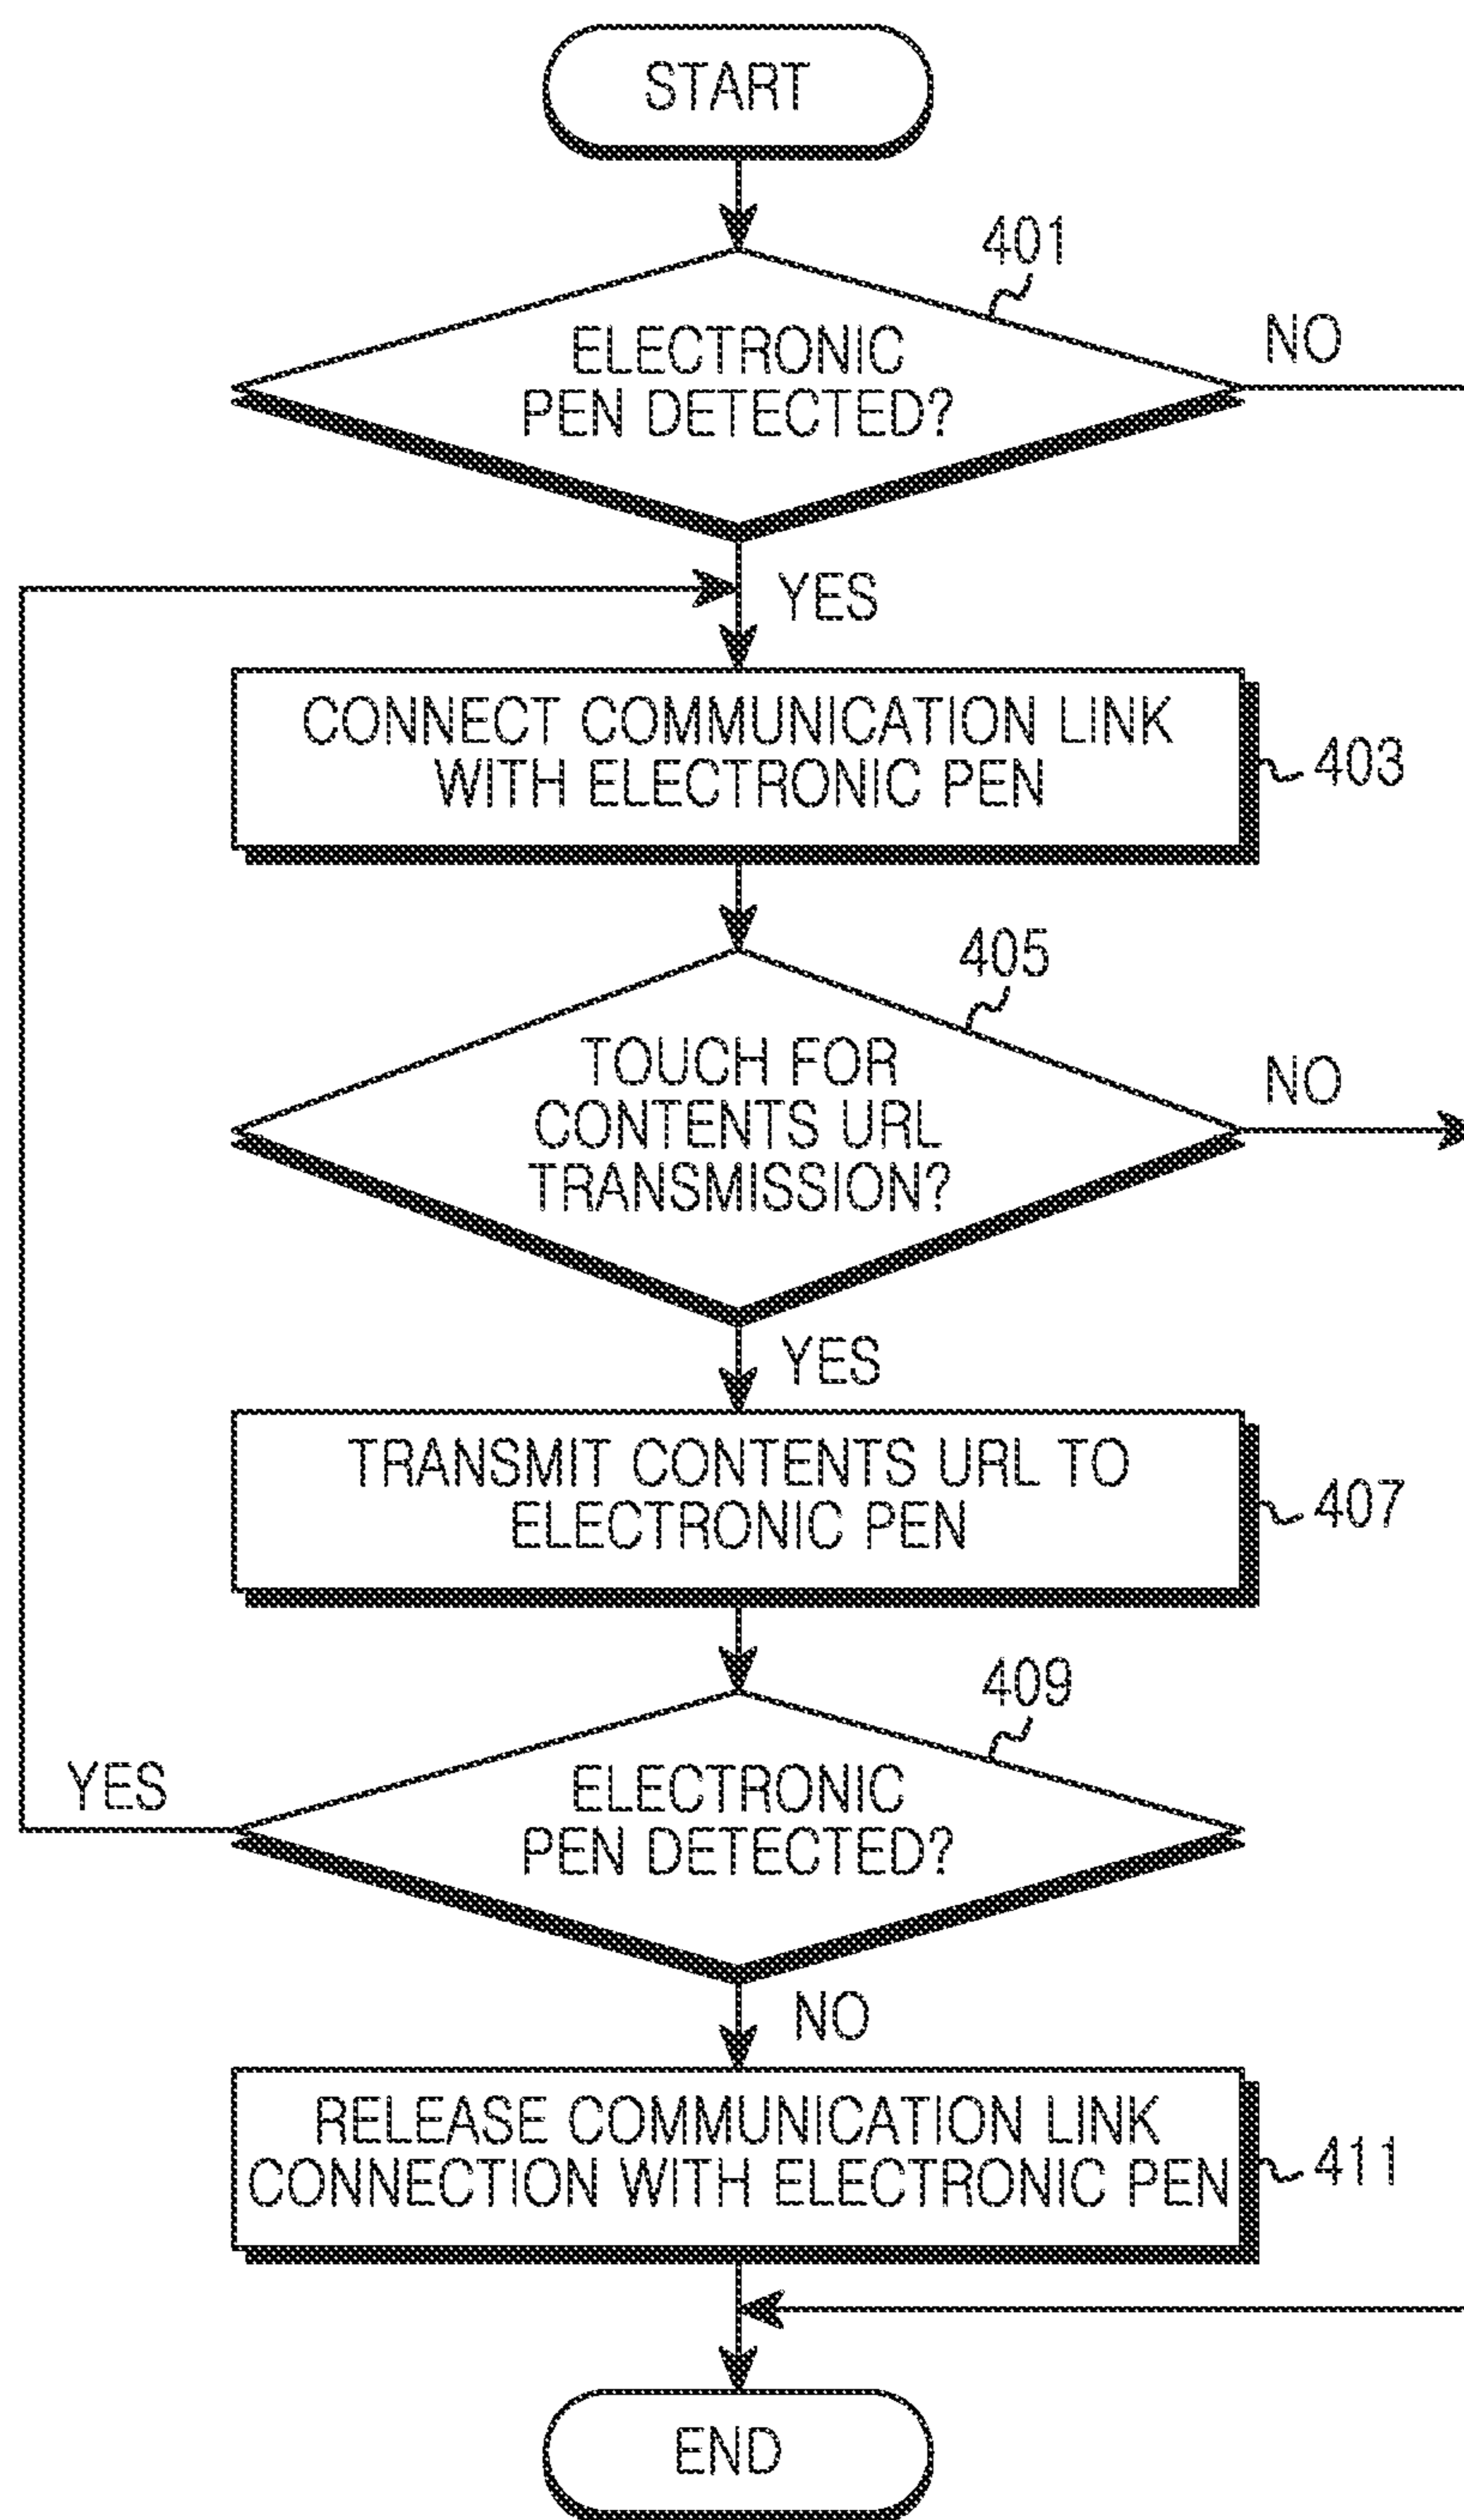 START
401
ELECTRONIC
PEN DETECTED?
NO
YES
CONNECT COMMUNICATION LINK
WITH ELECTRONIC PEN
403
405
TOUCH FOR
CONTENTS URL
TRANSMISSION?
NO
YES
TRANSMIT CONTENTS URL TO
ELECTRONIC PEN
407
409
ELECTRONIC
PEN DETECTED?
YES
NO
RELEASE COMMUNICATION LINK
CONNECTION WITH ELECTRONIC PEN
411
END